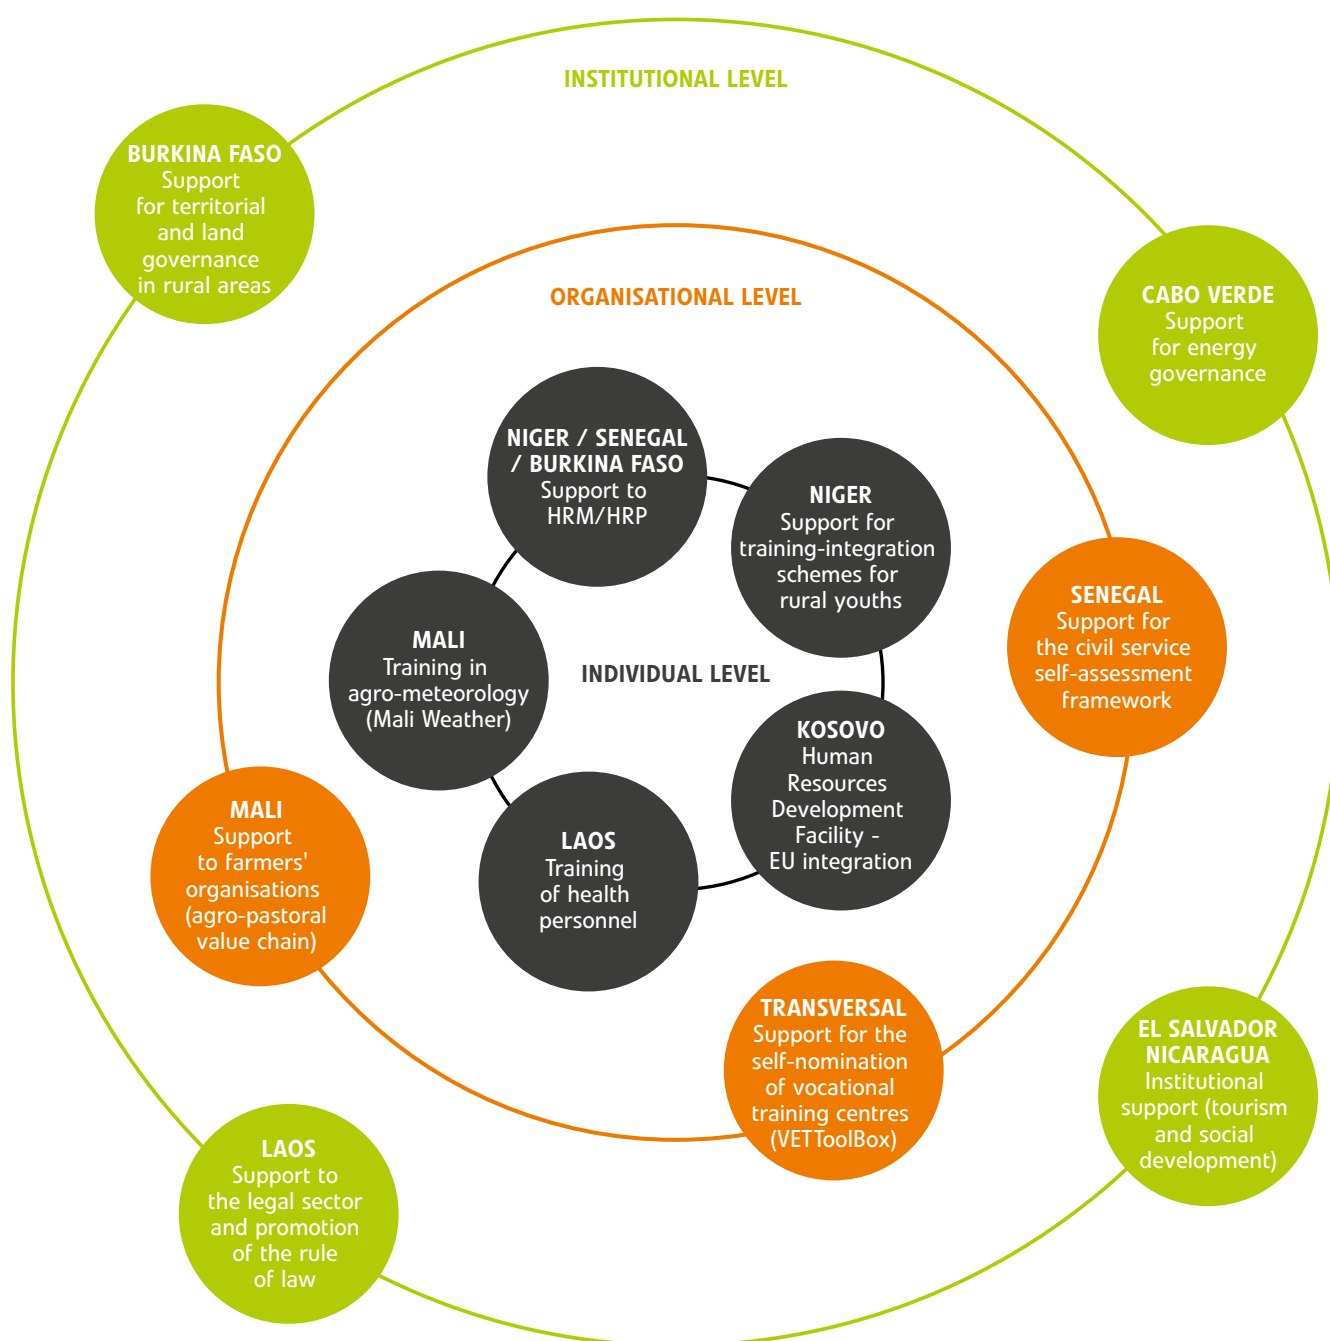 INSTITUTIONAL LEVEL
BURKINA FASO
Support
for territorial
and land
governance
in rural areas
CABO VERDE
Support
for energy
governance
ORGANISATIONAL LEVEL
NIGER / SENEGAL
/ BURKINA FASO
Support to
HRM/HRP
NIGER
Support for
training-integration
schemes for
rural youths
SENEGAL
Support for
the civil service
self-assessment
framework
MALI
Training in
agro-meteorology
(Mali Weather)
INDIVIDUAL LEVEL
KOSOVO
Human
Resources
Development
Facility -
EU integration
MALI
Support
to farmers'
organisations
(agro-pastoral
value chain)
LAOS
Training
of health
personnel
TRANSVERSAL
Support for the
self-nomination
of vocational
training centres
(VETToolBox)
EL SALVADOR
NICARAGUA
Institutional
support (tourism
and social
development)
LAOS
Support to
the legal sector
and promotion
of the rule
of law